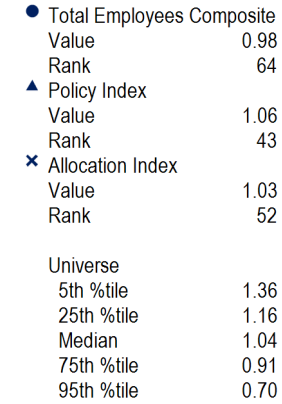 Total Employees Composite
Value 0.98
Rank 64
Policy Index
Value 1.06
Rank 43
Allocation Index
Value 1.03
Rank 52
Universe
5th %tile 1.36
25th %tile 1.16
Median 1.04
75th %tile 0.91
95th %tile 0.70